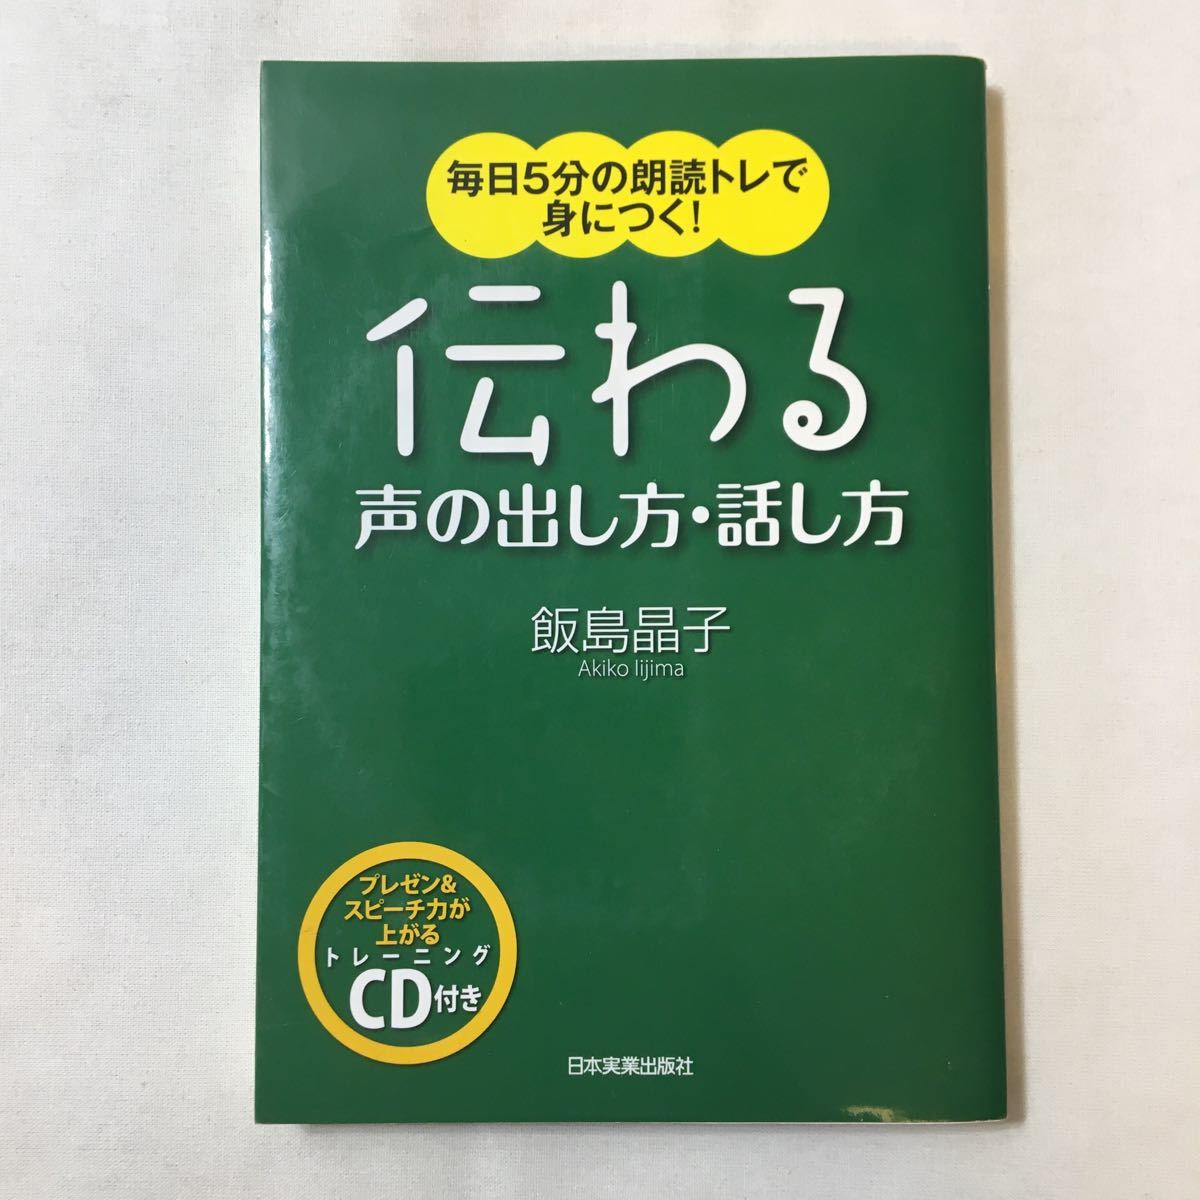 毎日5分の朗読トレで
身につく!
伝わる
声の出し方・話し方
飯島晶子
Akiko Iijima
プレゼン&
スピーチ力が
上がる
トレーニング
CD付き
日本実業出版社